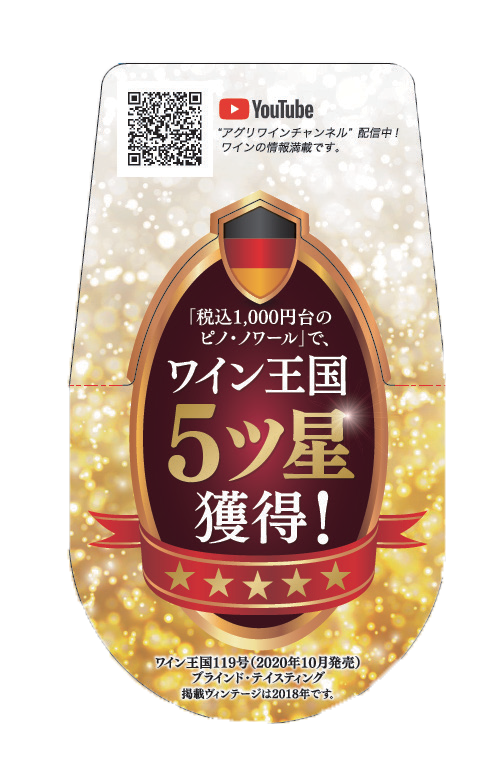 YouTube
“アグリワインチャンネル” 配信中！
ワインの情報満載です。
「税込1,000円台の
ピノ・ノワール」で、
ワイン王国
5ツ星
獲得！
ワイン王国119号（2020年10月発売）
ブラインド・テイスティング
掲載ヴィンテージは2018年です。